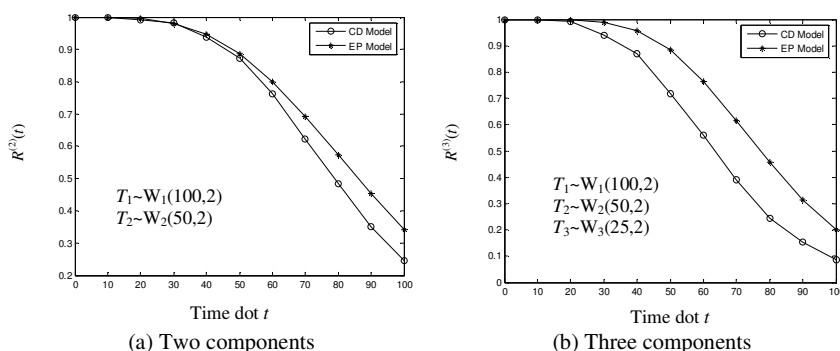 1
0.9
0.8
0.7
0.6
0.5
0.4
0.3
0.2
0 10 20 30 40 50 60 70 80 90 100
R(2)(t)
CD Model
EP Model
T1~W1(100,2)
T2~W2(50,2)
Time dot t
(a) Two components
1
0.9
0.8
0.7
0.6
0.5
0.4
0.3
0.2
0.1
0
0 10 20 30 40 50 60 70 80 90 100
R(3)(t)
CD Model
EP Model
T1~W1(100,2)
T2~W2(50,2)
T3~W3(25,2)
Time dot t
(b) Three components